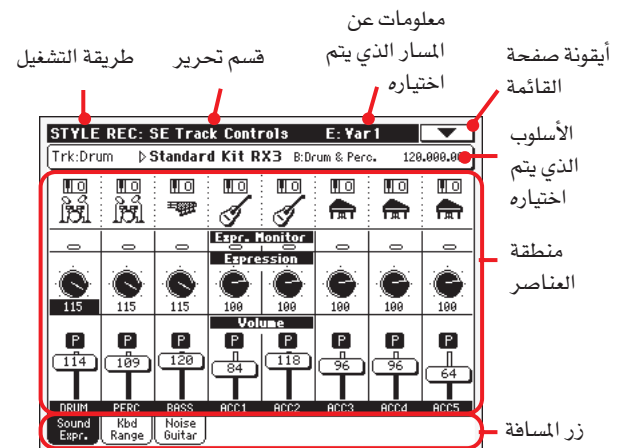 معلومات عن
المسار الذي يتم
اختياره
أيقونة صفحة
القائمة
طريقة التشغيل
قسم تحرير
STYLE REC: SE Track Controls E: Var1
Trk:Drum ▷Standard Kit RX3 B:Drum & Perc. 120.000.00
الأسلوب
الذي يتم
اختياره
منطقة
العناصر
Expr. Monitor
Expression
115 115 115 100 100 100 100 100
Volume
P P P P P P P P
114 109 120 84 118 96 96 64
DRUM PERC BASS ACC1 ACC2 ACC3 ACC4 ACC5
Sound Kbd Noise
Expr. Range Guitar
زر المسافة